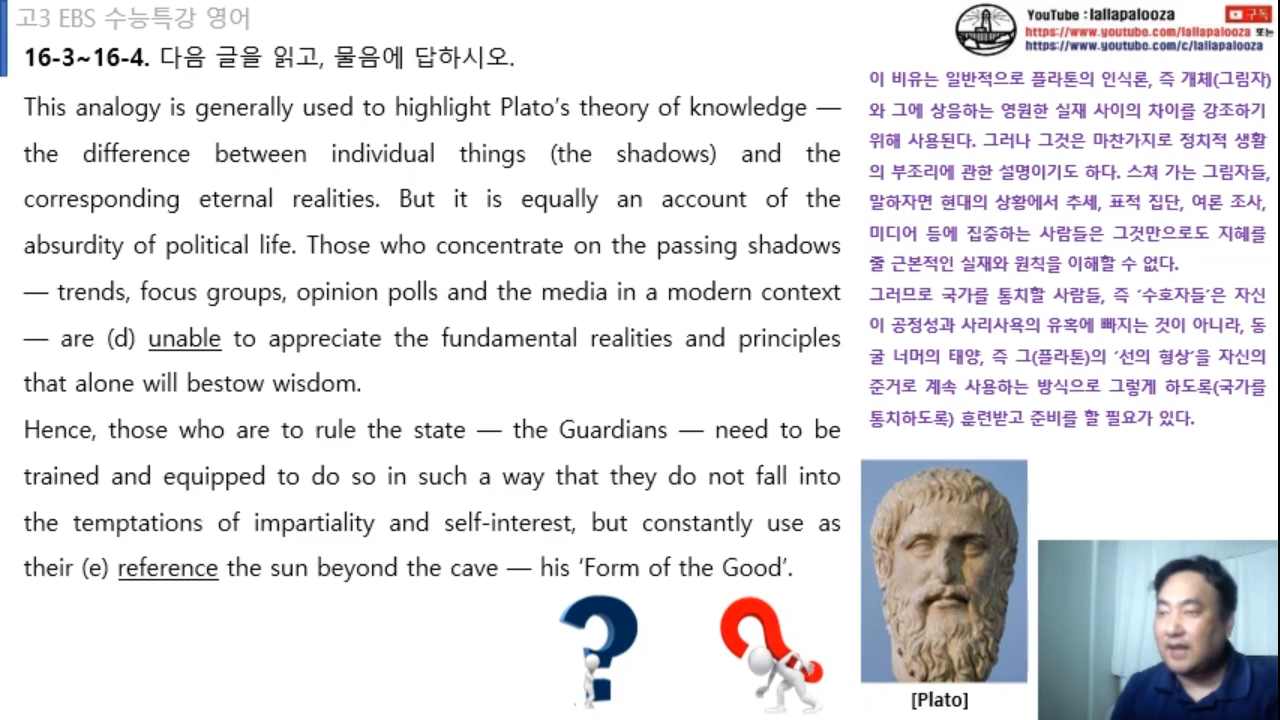 고3 EBS 수능특강 영어
16-3~16-4. 다음 글을 읽고, 물음에 답하시오.
This analogy is generally used to highlight Plato's theory of knowledge —
the difference between individual things (the shadows) and the
corresponding eternal realities. But it is equally an account of the
absurdity of political life. Those who concentrate on the passing shadows
— trends, focus groups, opinion polls and the media in a modern context
— are (d) unable to appreciate the fundamental realities and principles
that alone will bestow wisdom.
Hence, those who are to rule the state — the Guardians — need to be
trained and equipped to do so in such a way that they do not fall into
the temptations of impartiality and self-interest, but constantly use as
their (e) reference the sun beyond the cave — his 'Form of the Good'.
YouTube : lallapalooza
구독
https://www.youtube.com/lallapalooza 또는
https://www.youtube.com/c/lallapalooza
이 비유는 일반적으로 플라톤의 인식론, 즉 개체(그림자)
와 그에 상응하는 영원한 실재 사이의 차이를 강조하기
위해 사용된다. 그러나 그것은 마찬가지로 정치적 생활
의 부조리에 관한 설명이기도 하다. 스쳐 가는 그림자들,
말하자면 현대의 상황에서 추세, 표적 집단, 여론 조사,
미디어 등에 집중하는 사람들은 그것만으로도 지혜를
줄 근본적인 실재와 원칙을 이해할 수 없다.
그러므로 국가를 통치할 사람들, 즉 '수호자들'은 자신
이 공정성과 사리사욕의 유혹에 빠지는 것이 아니라, 동
굴 너머의 태양, 즉 그(플라톤)의 '선의 형상'을 자신의
준거로 계속 사용하는 방식으로 그렇게 하도록(국가를
통치하도록) 훈련받고 준비를 할 필요가 있다.
[Plato]